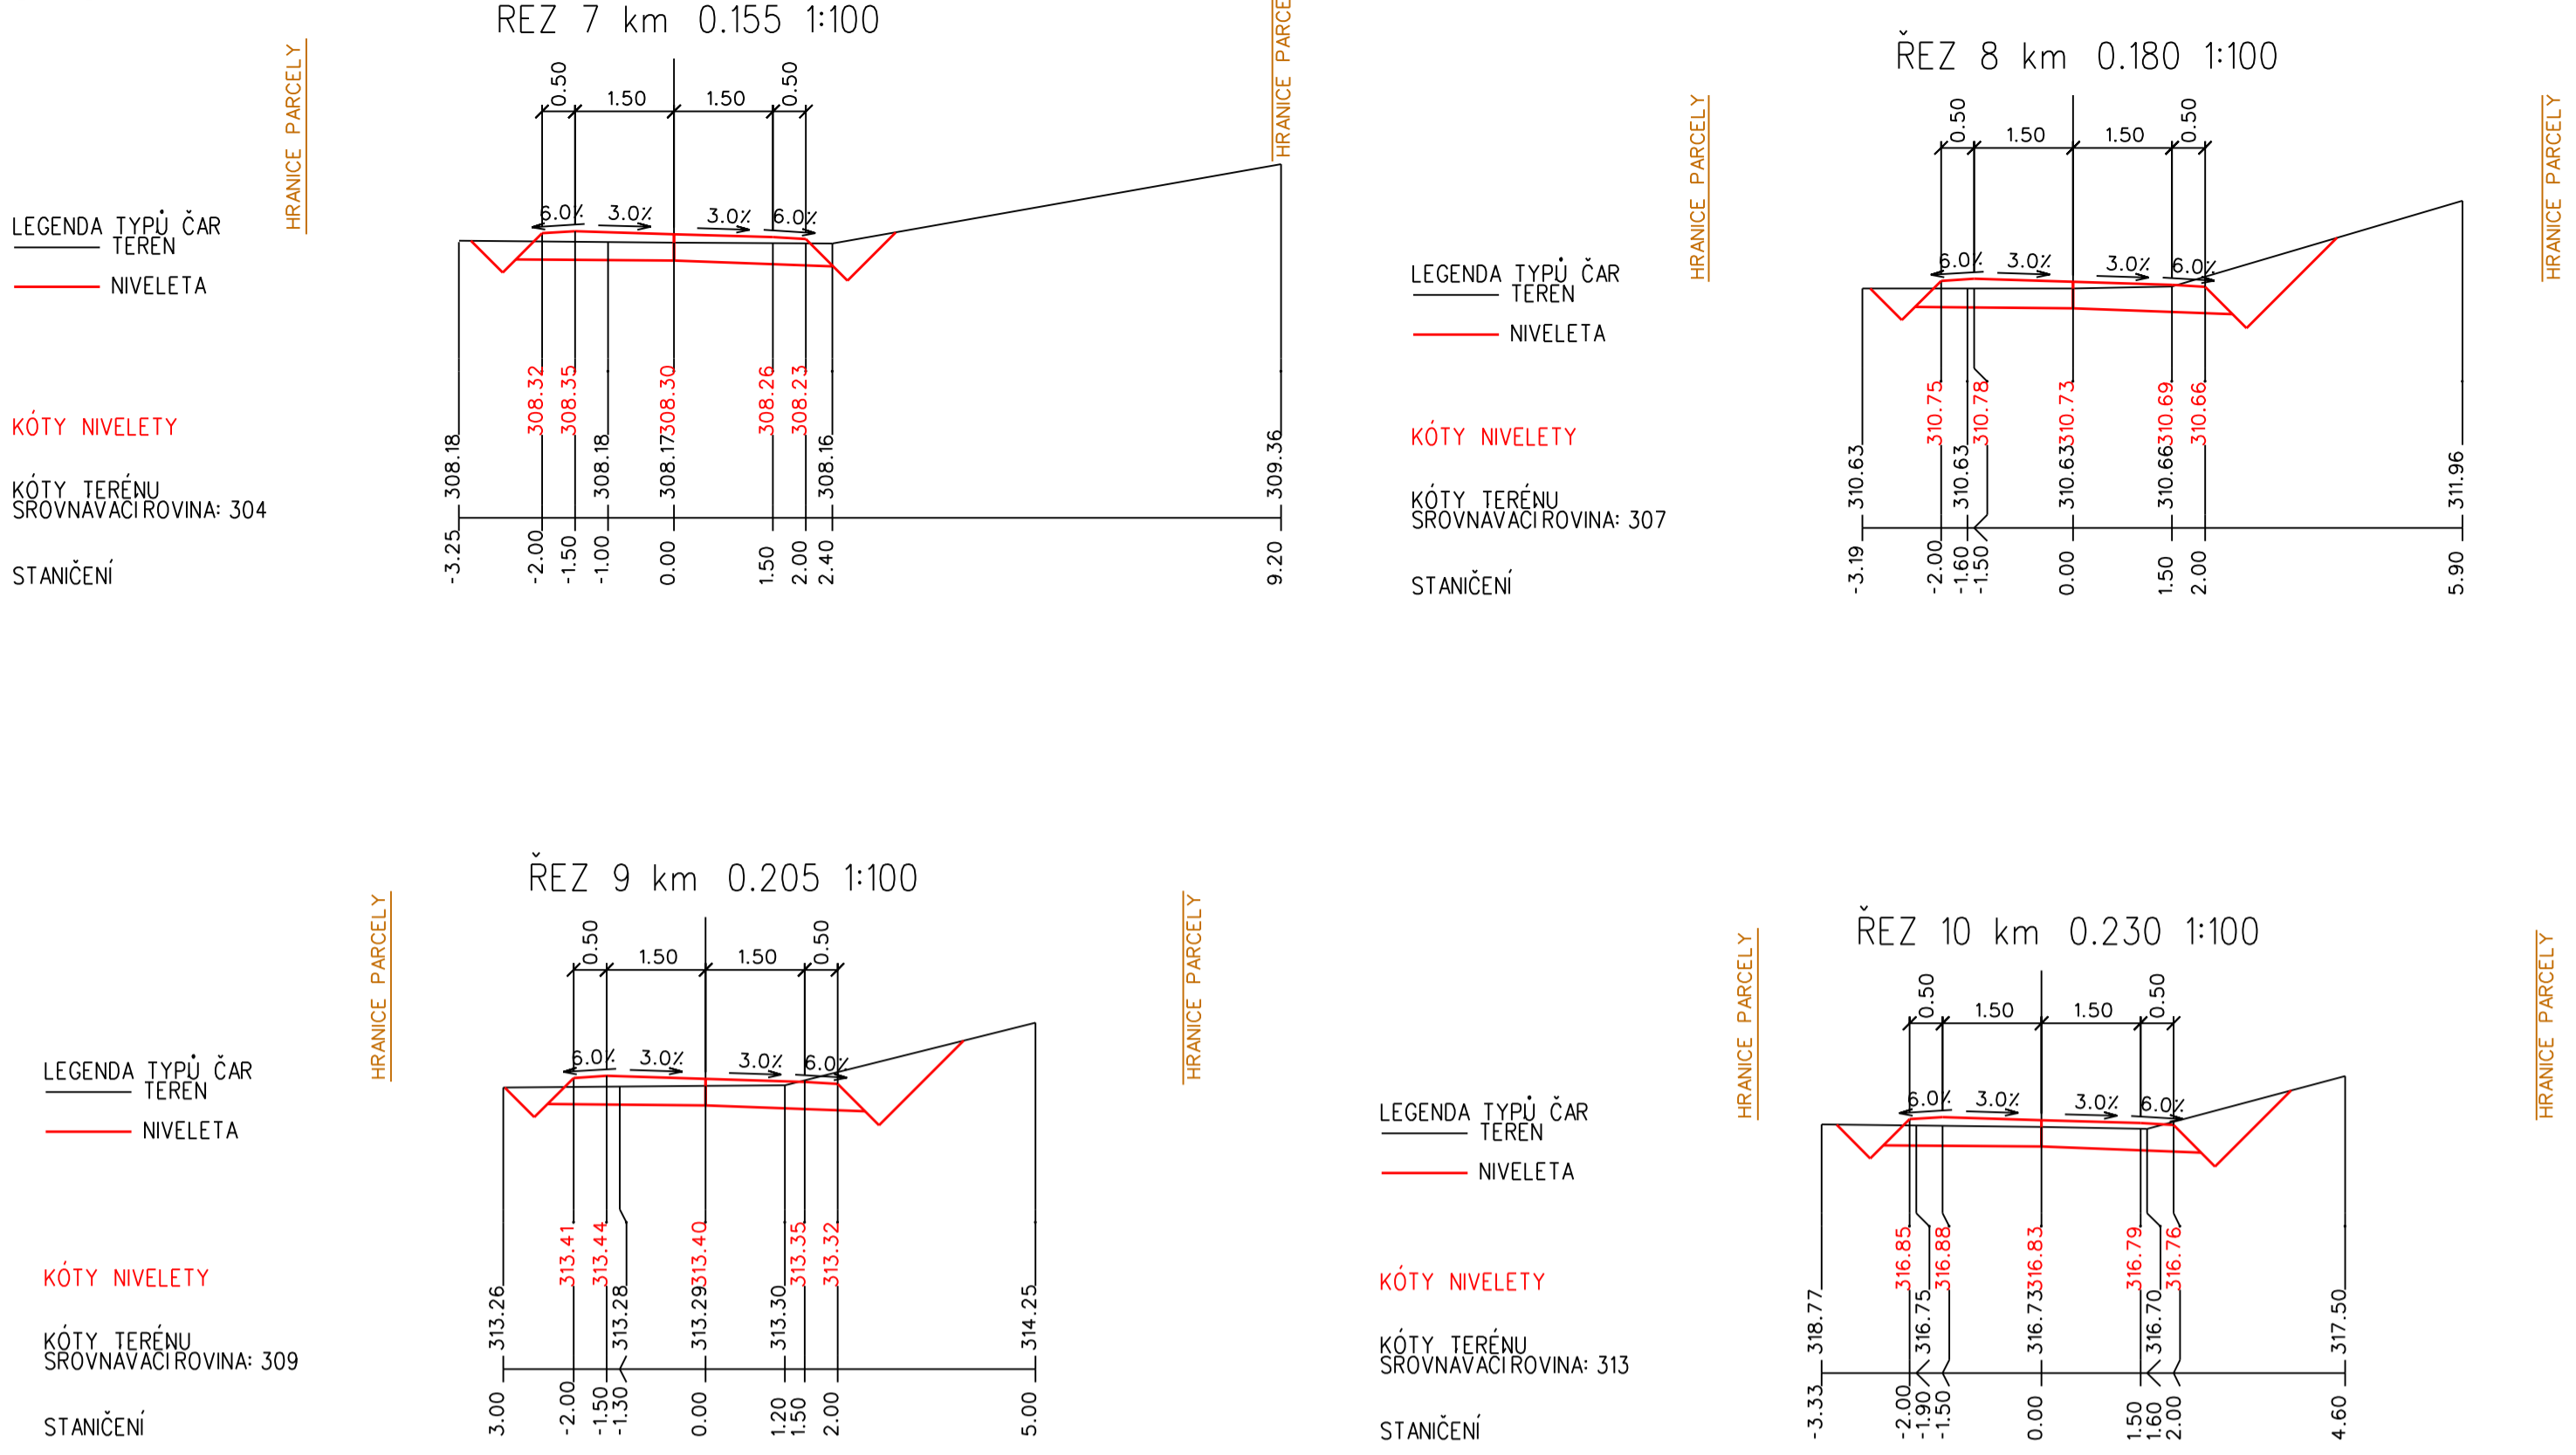 ŘEZ 7 km 0.155 1:100
HRANICE PARCELY
HRANICE PARCE
0.50
1.50
1.50
0.50
6.0%
3.0%
3.0%
6.0%
LEGENDA TYPŮ ČAR
TERÉN
NIVELETA
KÓTY NIVELETY
308.32
308.35
308.30
308.26
308.23
KÓTY TERÉNU
308.18
308.18
308.17
308.16
309.36
SROVNÁVACÍ ROVINA: 304
STANIČENÍ
-3.25
-2.00
-1.50
-1.00
0.00
1.50
2.00
2.40
9.20
ŘEZ 8 km 0.180 1:100
HRANICE PARCELY
HRANICE PARCELY
0.50
1.50
1.50
0.50
6.0%
3.0%
3.0%
6.0%
LEGENDA TYPŮ ČAR
TERÉN
NIVELETA
KÓTY NIVELETY
310.75
310.78
310.73
310.69
310.66
KÓTY TERÉNU
310.63
310.63
310.63
310.66
311.96
SROVNÁVACÍ ROVINA: 307
STANIČENÍ
-3.19
-2.00
-1.60
-1.50
0.00
1.50
2.00
5.90
ŘEZ 9 km 0.205 1:100
HRANICE PARCELY
HRANICE PARCELY
0.50
1.50
1.50
0.50
6.0%
3.0%
3.0%
6.0%
LEGENDA TYPŮ ČAR
TERÉN
NIVELETA
KÓTY NIVELETY
313.41
313.44
313.40
313.35
313.32
KÓTY TERÉNU
313.26
313.28
313.29
313.30
314.25
SROVNÁVACÍ ROVINA: 309
STANIČENÍ
3.00
-2.00
-1.50
-1.30
0.00
1.20
1.50
2.00
5.00
ŘEZ 10 km 0.230 1:100
HRANICE PARCELY
HRANICE PARCELY
0.50
1.50
1.50
0.50
6.0%
3.0%
3.0%
6.0%
LEGENDA TYPŮ ČAR
TERÉN
NIVELETA
KÓTY NIVELETY
316.85
316.88
316.83
316.79
316.76
KÓTY TERÉNU
318.77
316.75
316.73
316.70
317.50
SROVNÁVACÍ ROVINA: 313
STANIČENÍ
-3.33
-2.00
-1.90
-1.50
0.00
1.50
1.60
2.00
4.60